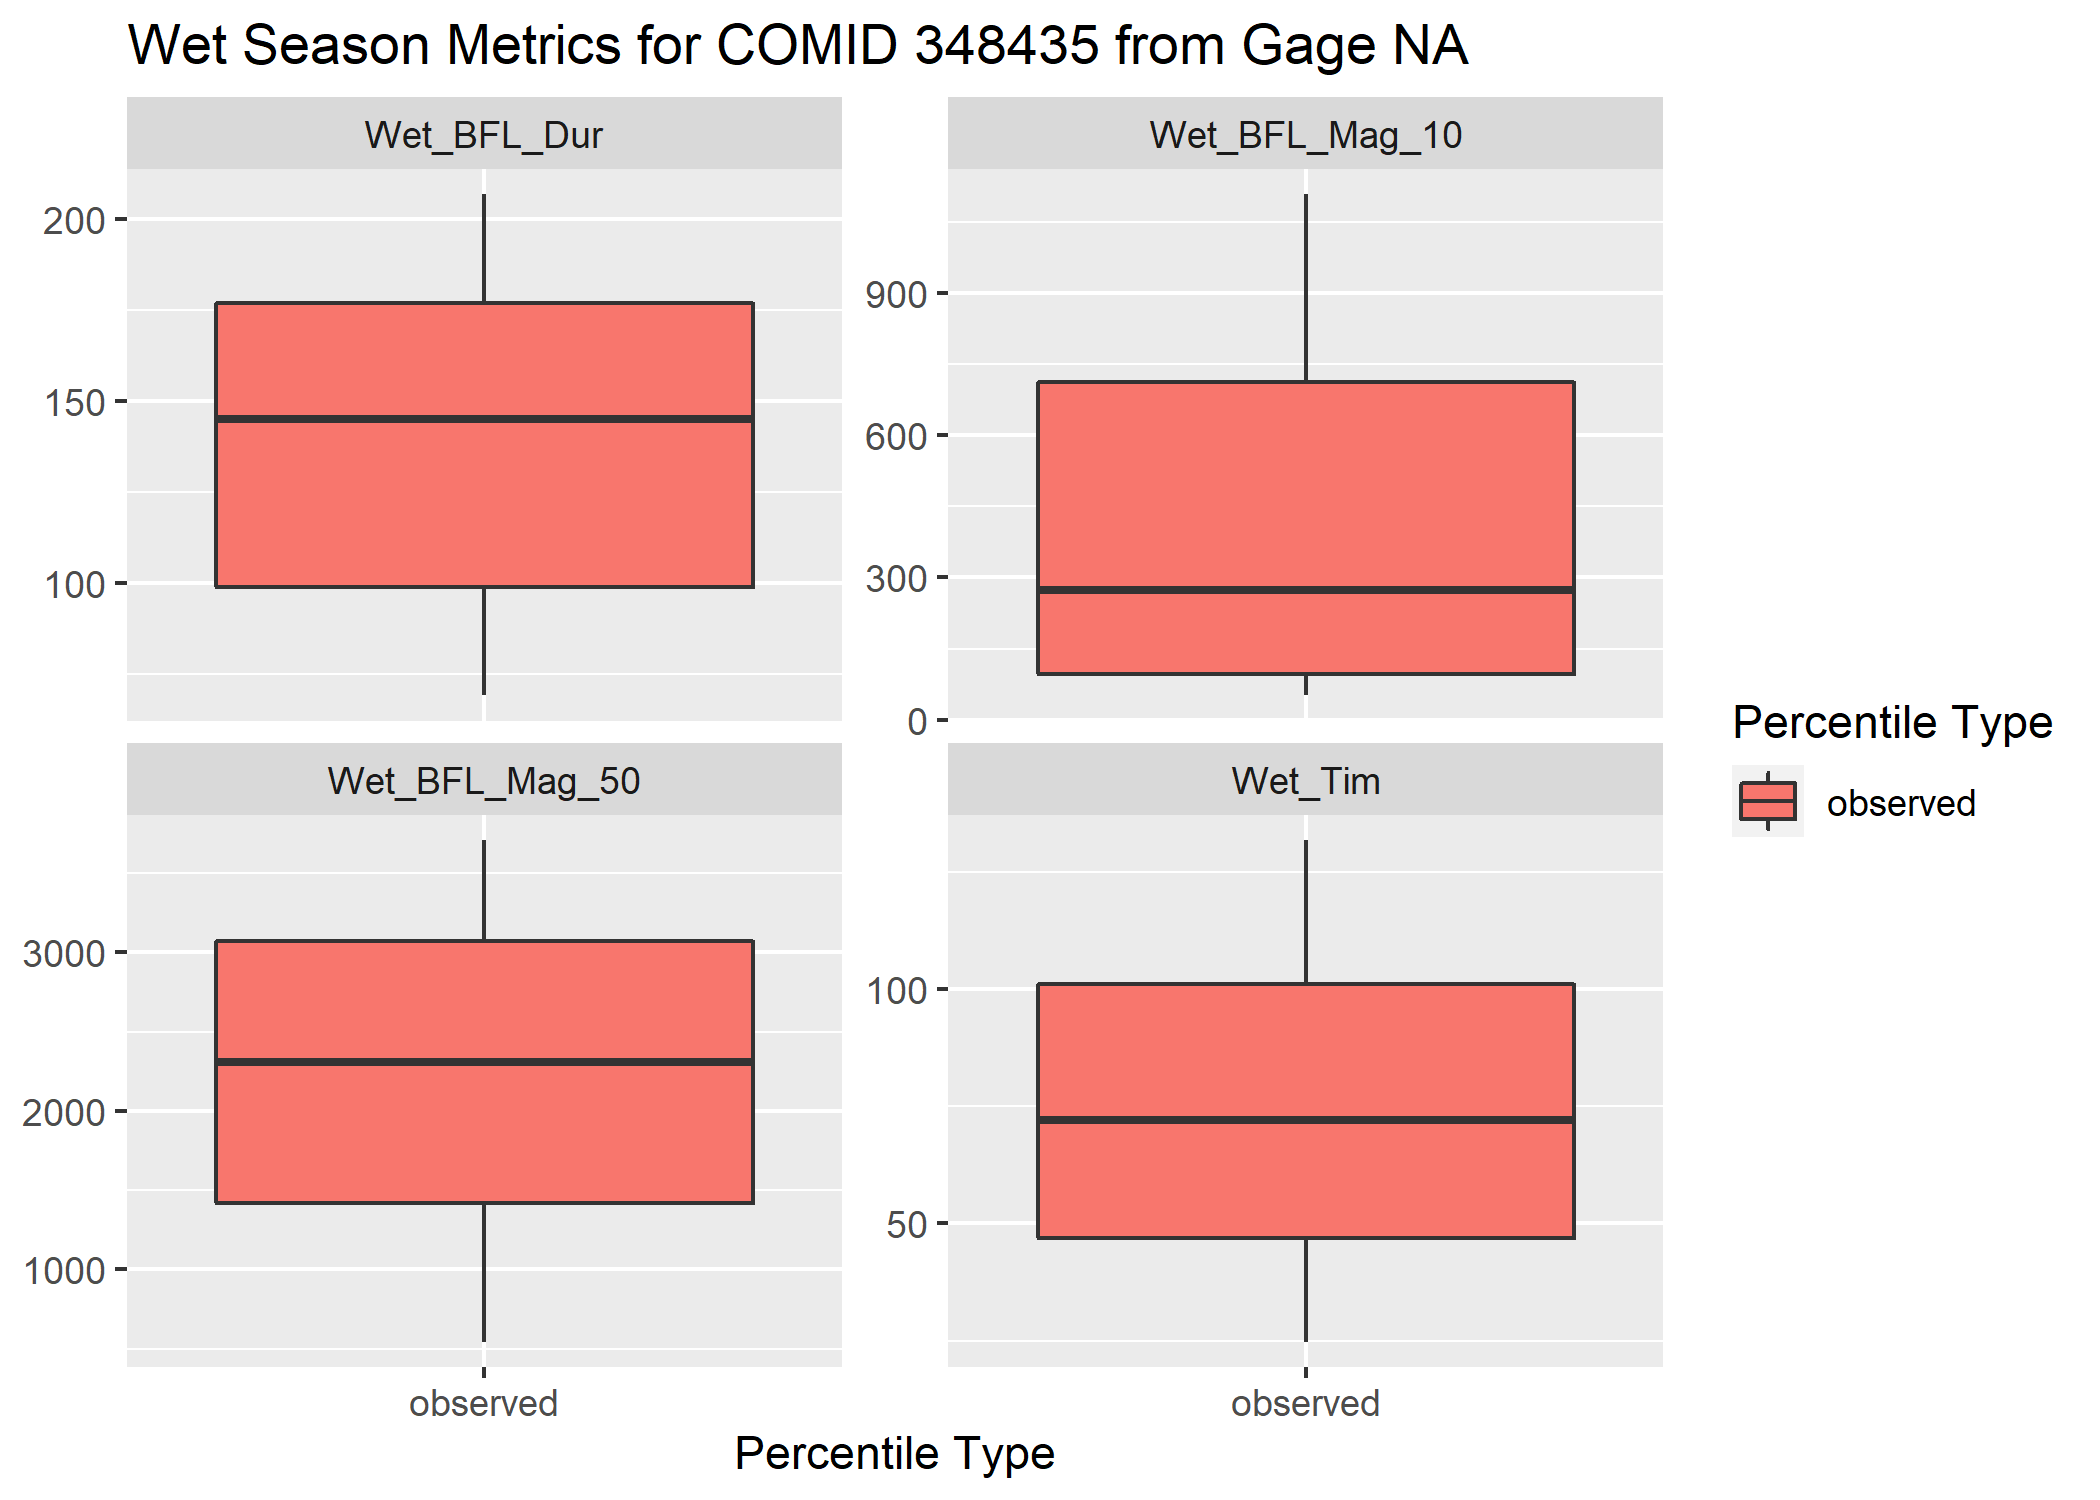 Wet Season Metrics for COMID 348435 from Gage NA
Wet_BFL_Dur
200
150
100
Wet_BFL_Mag_10
900
600
300
0
Wet_BFL_Mag_50
3000
2000
1000
observed
Wet_Tim
100
50
observed
Percentile Type
Percentile Type
observed